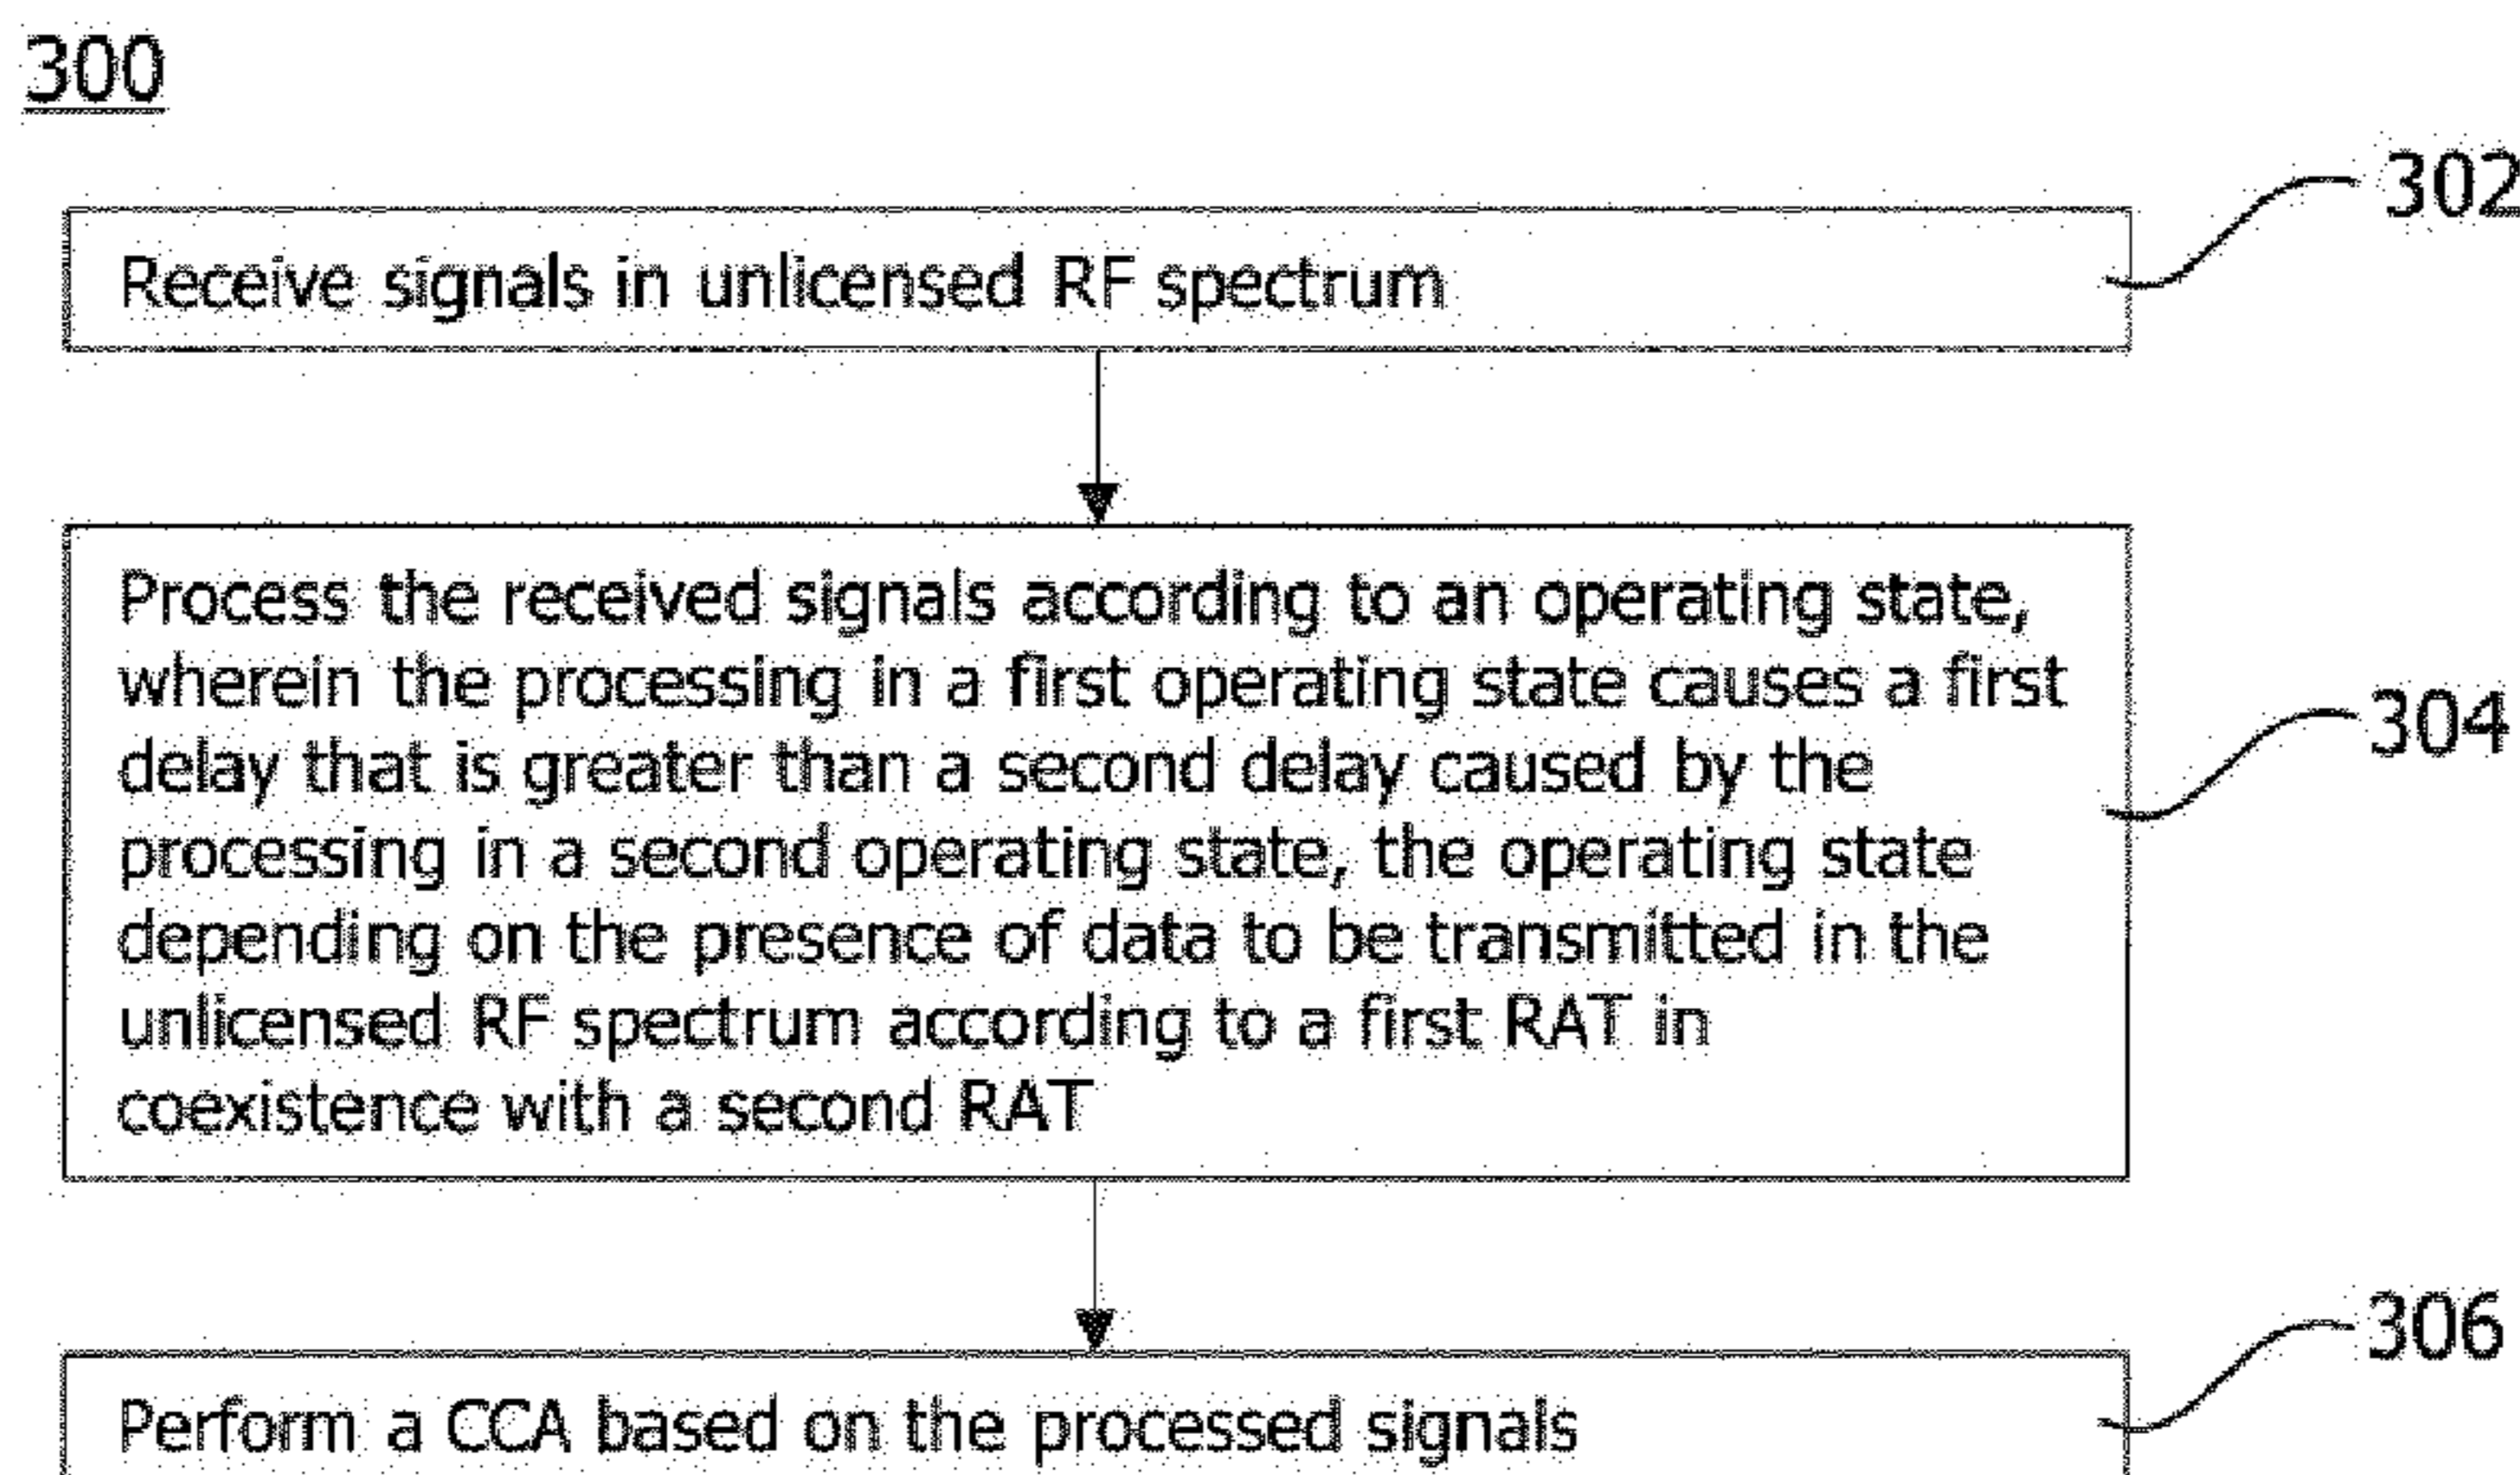 300
302
Receive signals in unlicensed RF spectrum
Process the received signals according to an operating state,
wherein the processing in a first operating state causes a first
delay that is greater than a second delay caused by the
processing in a second operating state, the operating state
depending on the presence of data to be transmitted in the
unlicensed RF spectrum according to a first RAT in
coexistence with a second RAT
304
306
Perform a CCA based on the processed signals